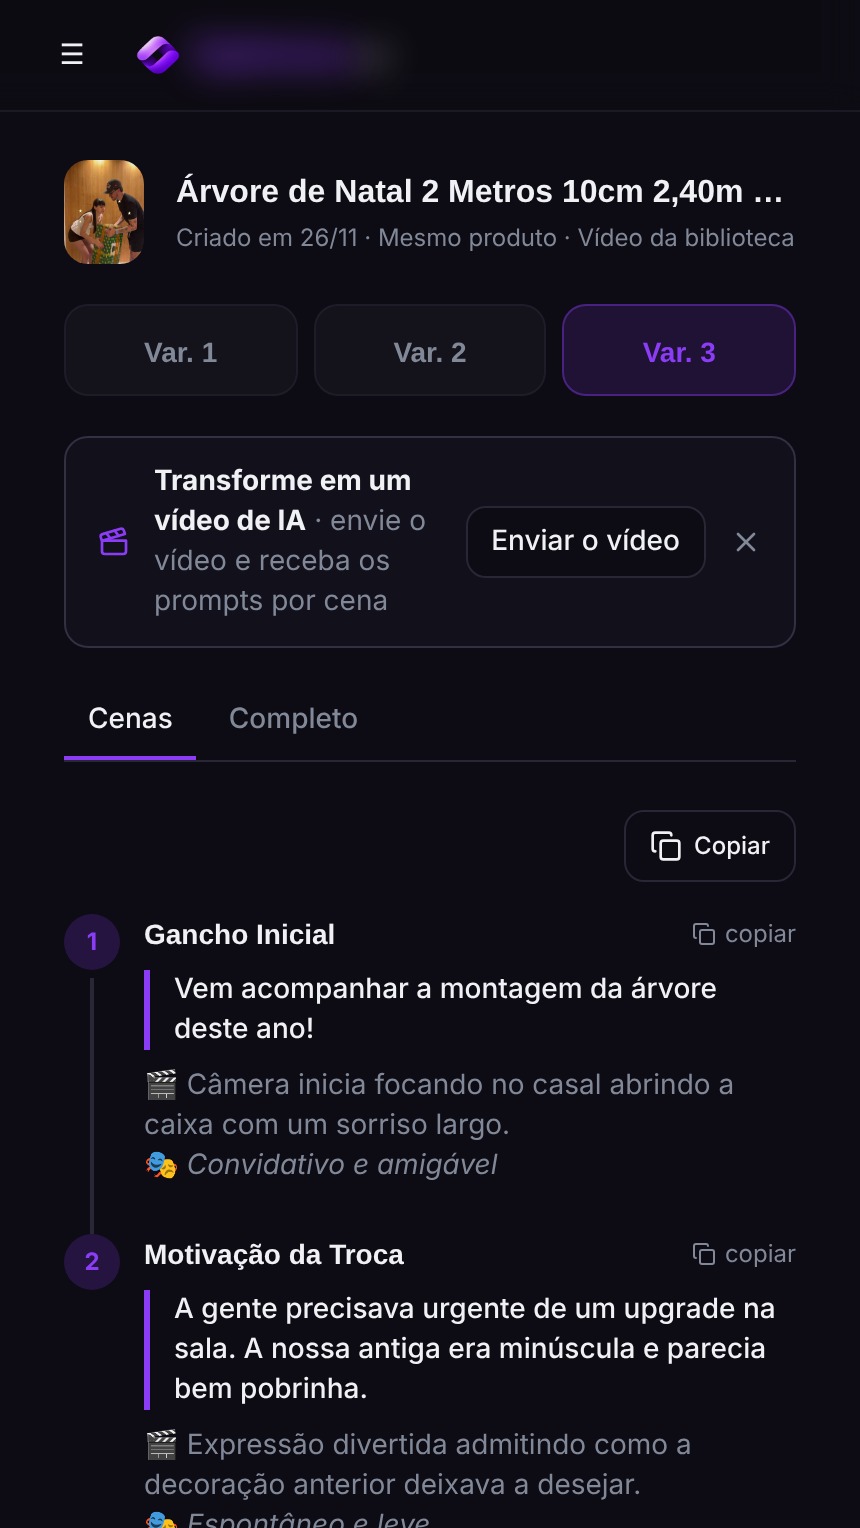 Árvore de Natal 2 Metros 10cm 2,40m ...
Criado em 26/11 · Mesmo produto · Vídeo da biblioteca
Var. 1
Var. 2
Var. 3
Transforme em um
vídeo de IA · envie o
vídeo e receba os
prompts por cena
Enviar o vídeo
Cenas
Completo
Copiar
1
Gancho Inicial
copiar
Vem acompanhar a montagem da árvore
deste ano!
🎬 Câmera inicia focando no casal abrindo a
caixa com um sorriso largo.
🎭 Convidativo e amigável
2
Motivação da Troca
copiar
A gente precisava urgente de um upgrade na
sala. A nossa antiga era minúscula e parecia
bem pobrinha.
🎬 Expressão divertida admitindo como a
decoração anterior deixava a desejar.
🎭 Espontâneo e leve